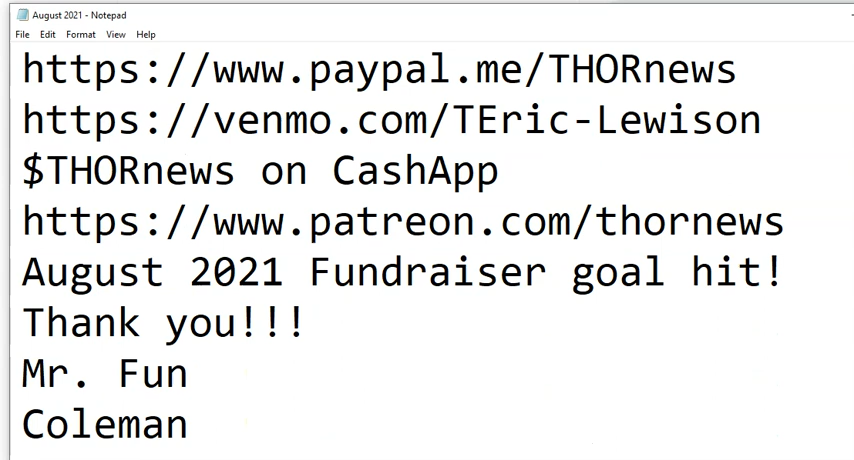 August 2021 - Notepad
File Edit Format View Help
https://www.paypal.me/THORnews
https://venmo.com/TEric-Lewison
$THORnews on CashApp
https://www.patreon.com/thornews
August 2021 Fundraiser goal hit!
Thank you!!!
Mr. Fun
Coleman